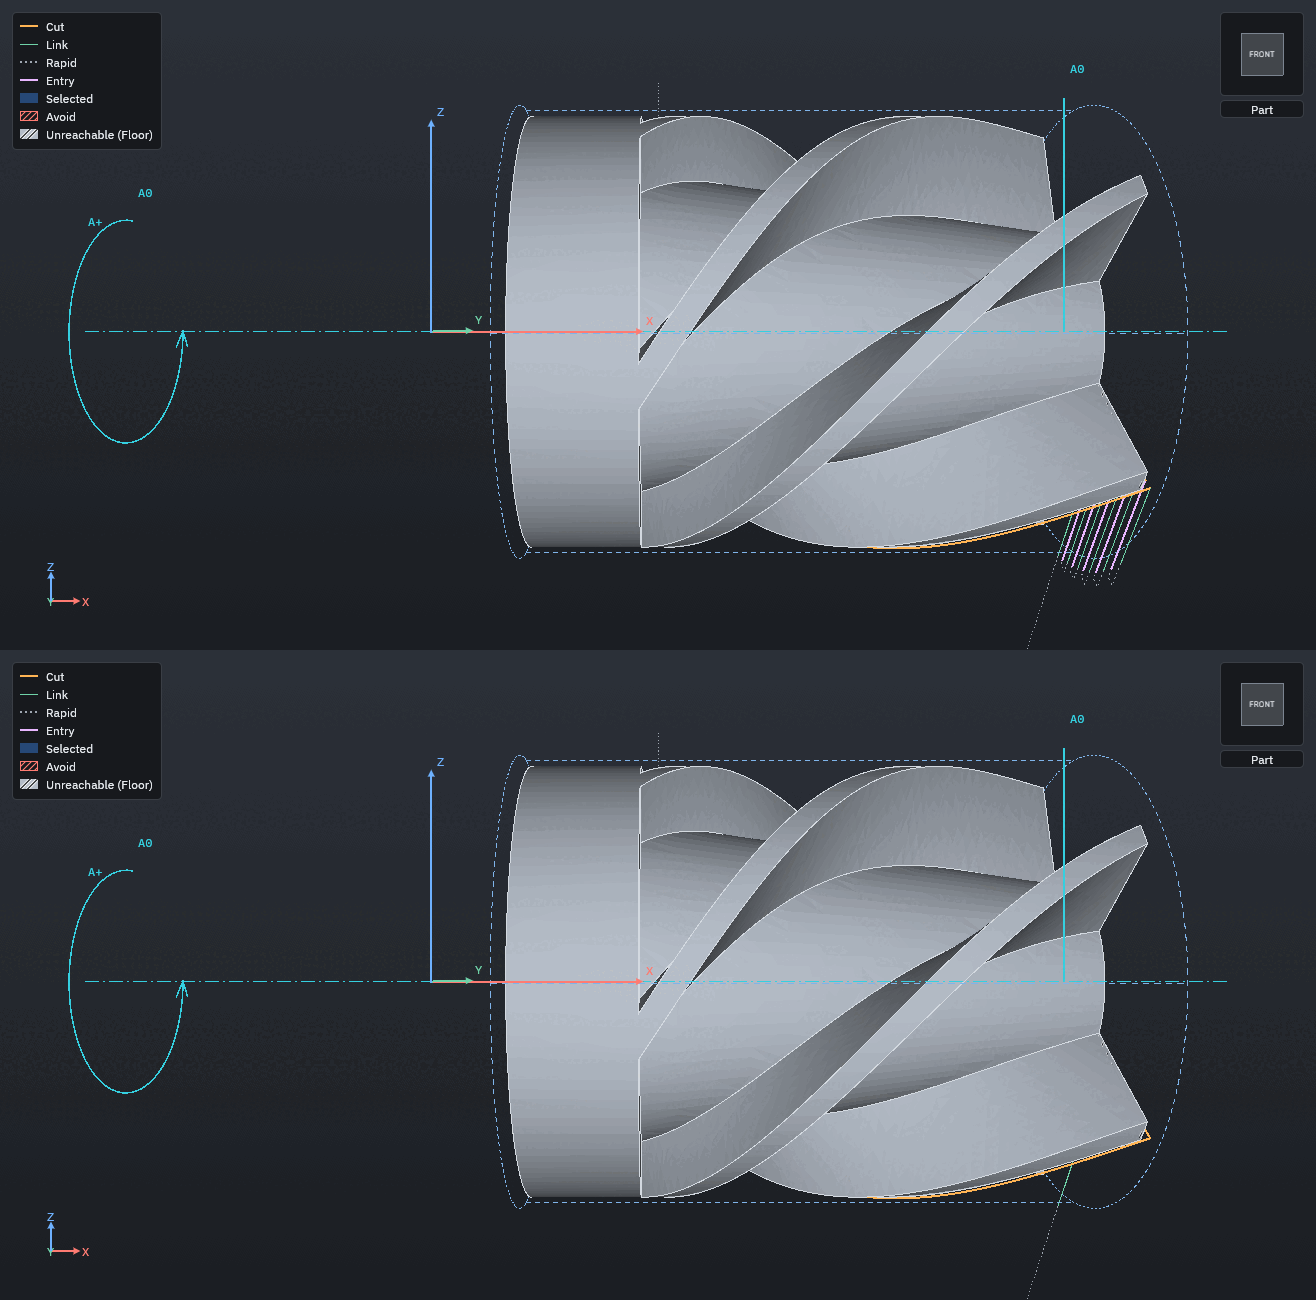 Cut
Link
Rapid
Entry
Selected
Avoid
Unreachable (Floor)
A0
FRONT
Part
Z
A0
A+
Y
X
Z
Y
X
Cut
Link
Rapid
Entry
Selected
Avoid
Unreachable (Floor)
A0
FRONT
Part
Z
A0
A+
Y
X
Z
Y
X